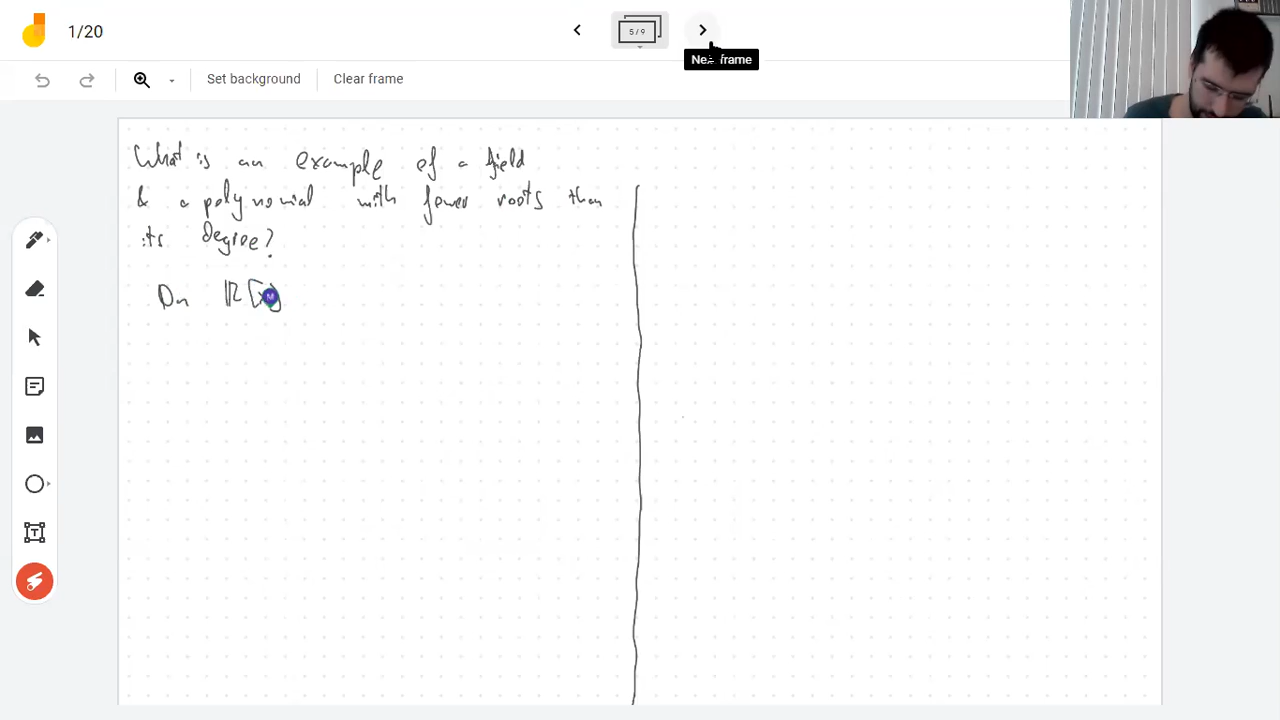 1/20
5/9
Next frame
Set background
Clear frame
What is an example of a field
& a polynomial with fewer roots than
its degree?
On ℝ[x]
M